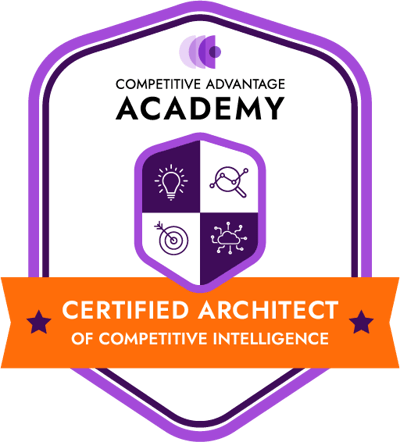 COMPETITIVE ADVANTAGE
ACADEMY
CERTIFIED ARCHITECT
OF COMPETITIVE INTELLIGENCE